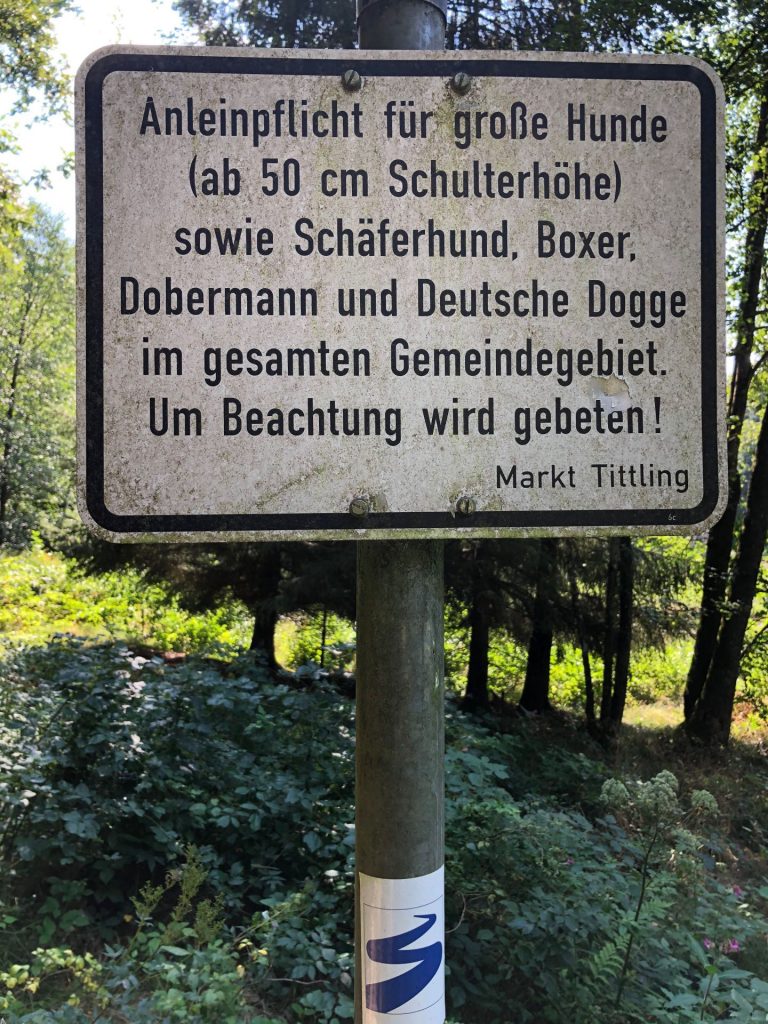 Anleinpflicht für große Hunde
(ab 50 cm Schulterhöhe)
sowie Schäferhund, Boxer,
Dobermann und Deutsche Dogge
im gesamten Gemeindegebiet.
Um Beachtung wird gebeten!
Markt Tittling